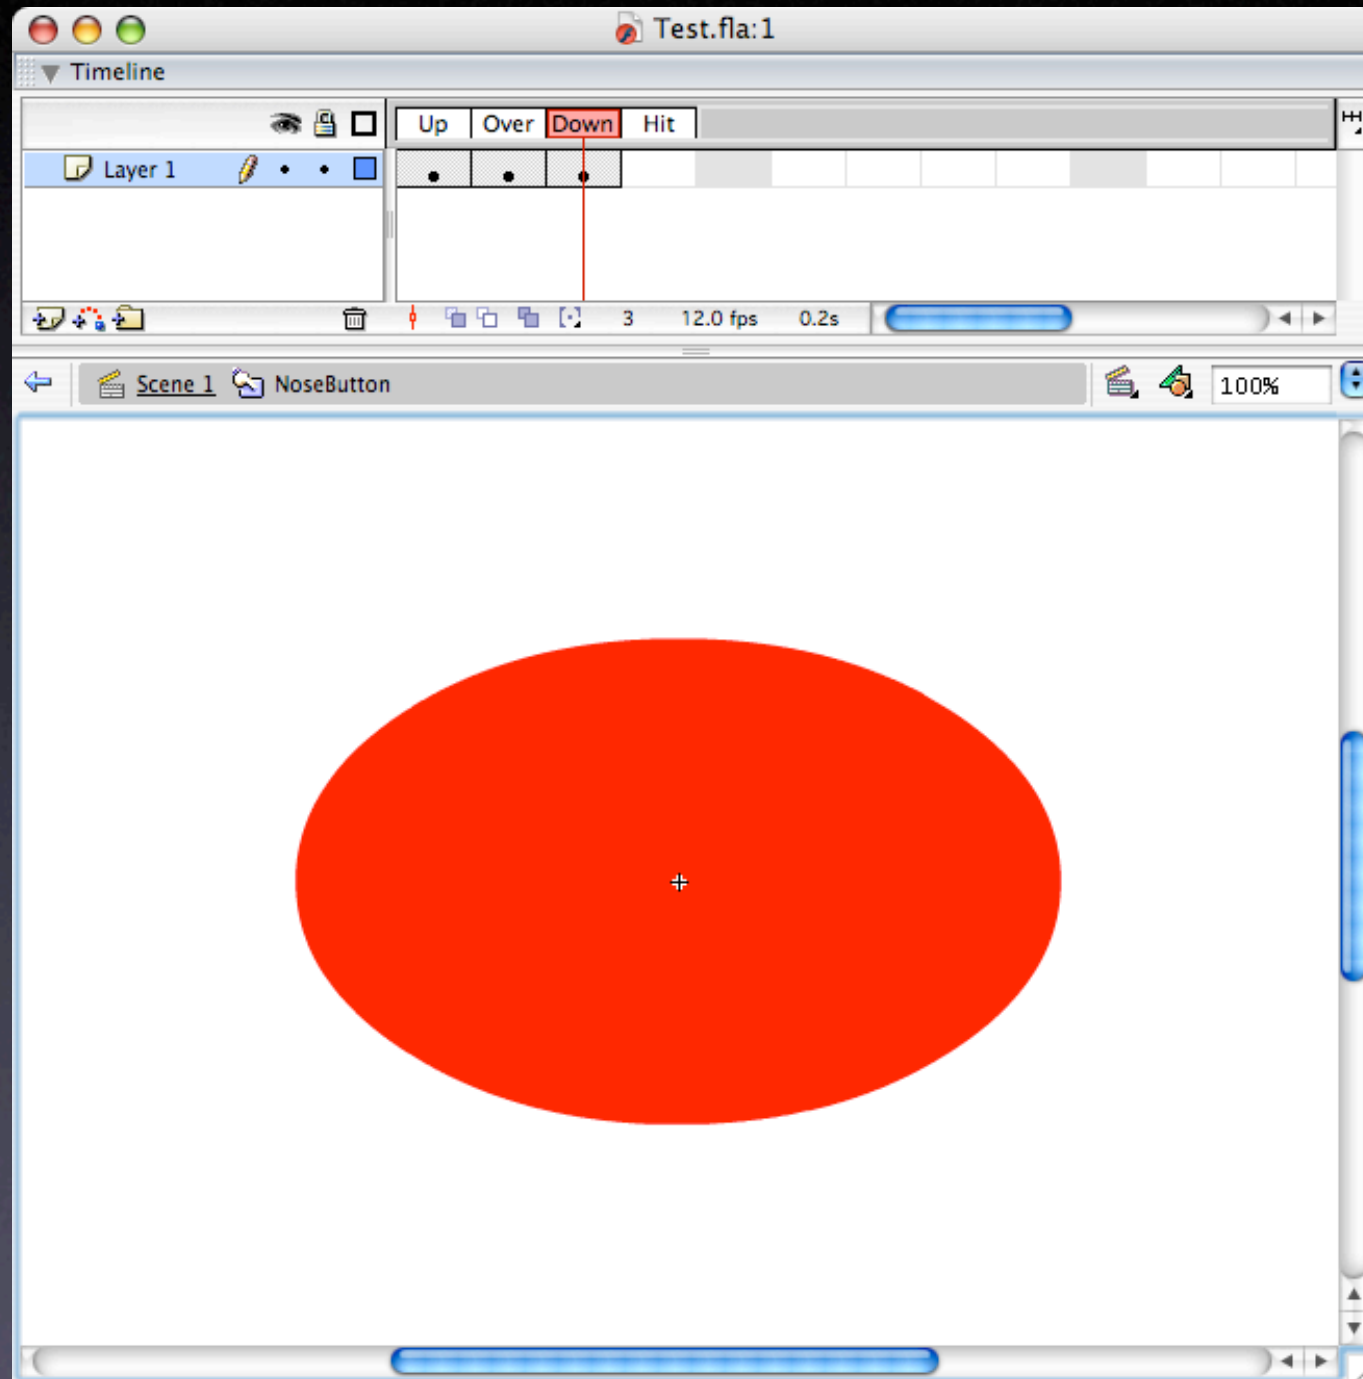 Test.fla:1
Timeline
Up Over Down Hit
Layer 1
3 12.0 fps 0.2s
Scene 1 NoseButton 100%